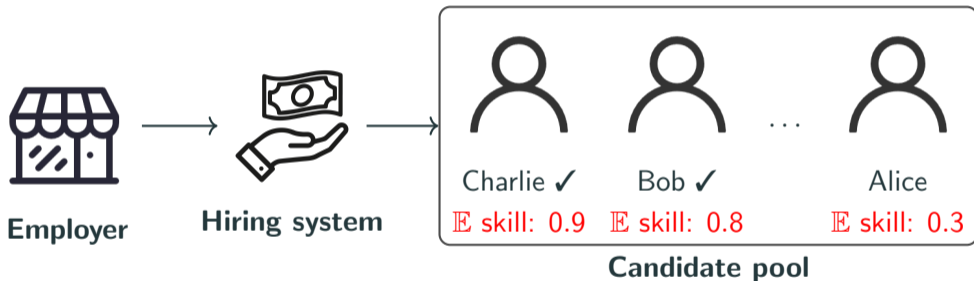 Charlie ✓ Bob ✓ Alice
𝔼 skill: 0.9 𝔼 skill: 0.8 𝔼 skill: 0.3
...
Employer
Hiring system
Candidate pool